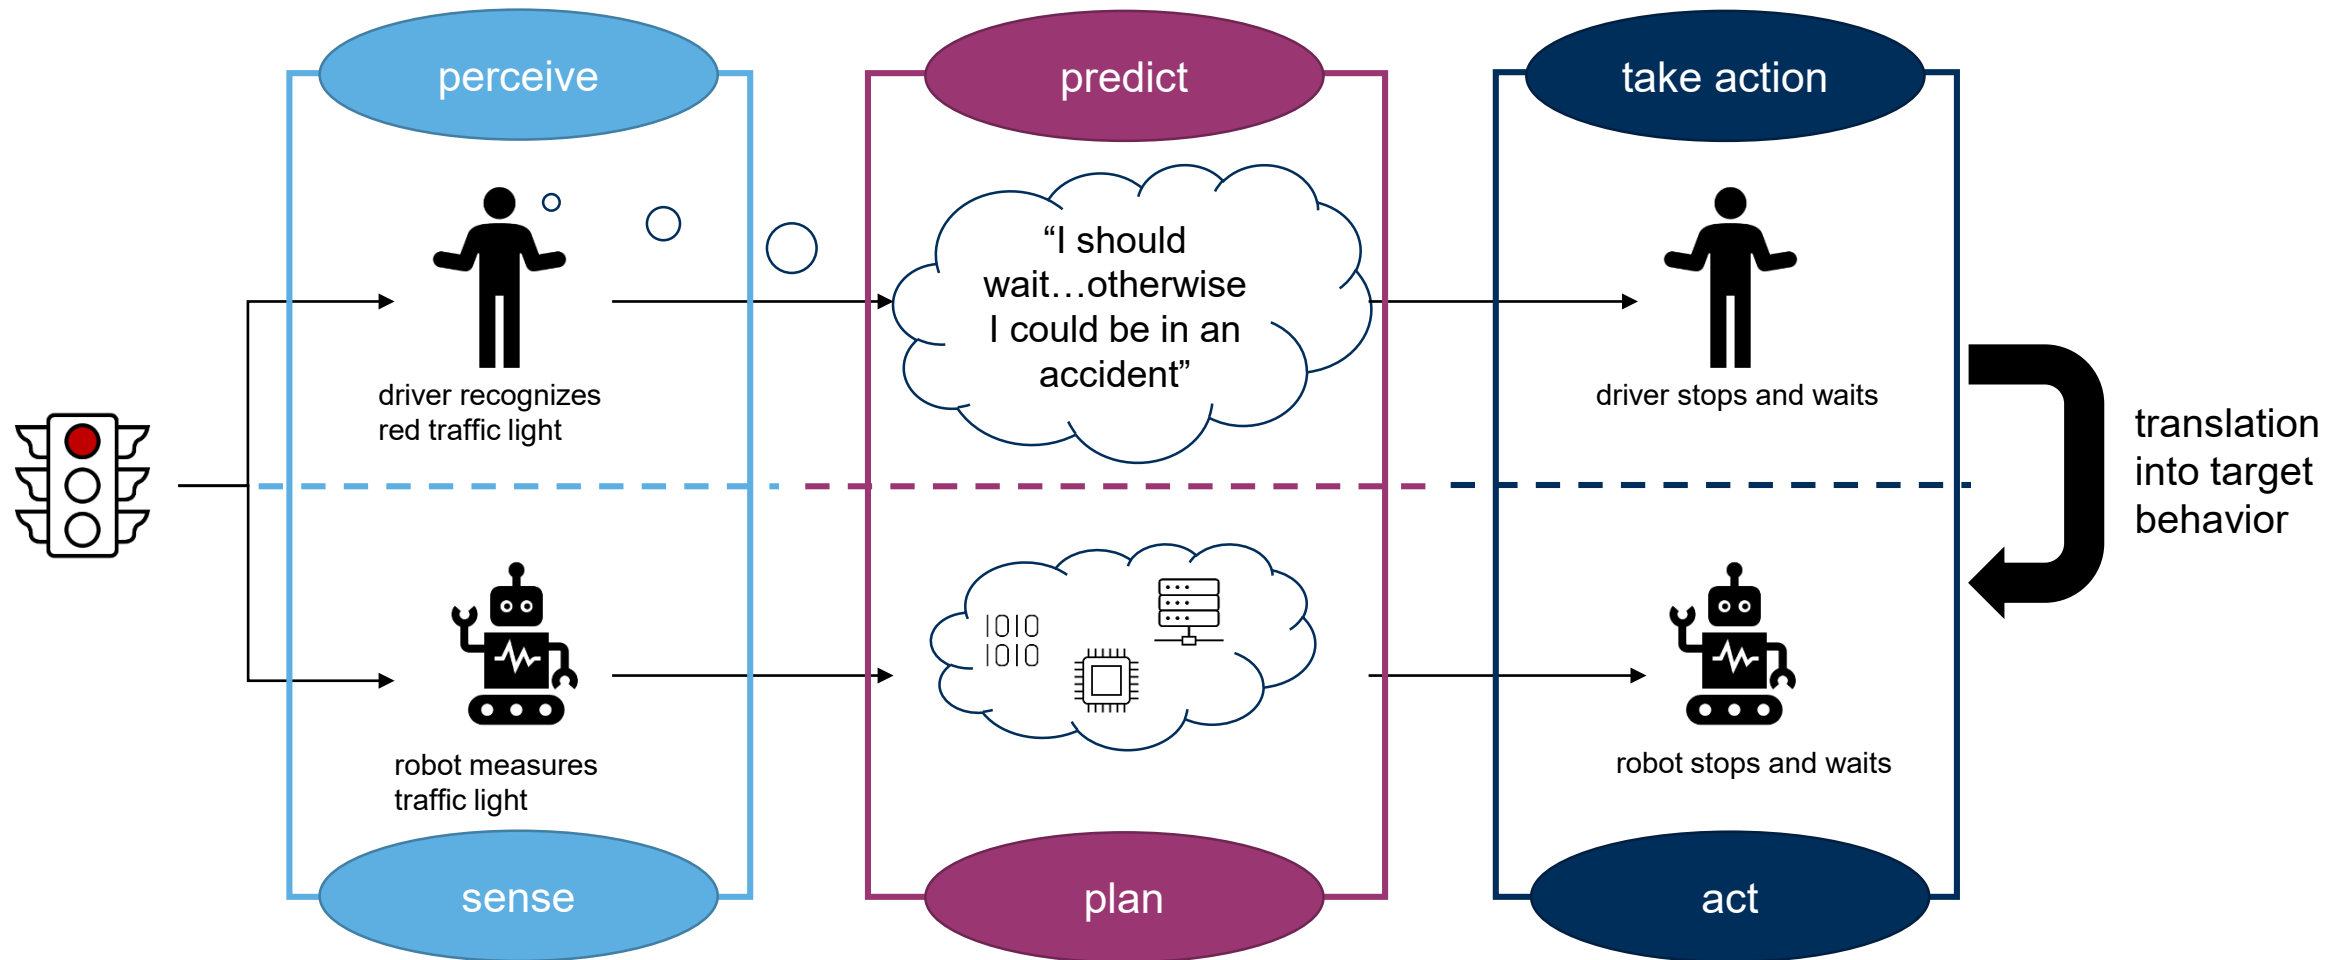 perceive
predict
take action
“I should
wait...otherwise
I could be in an
accident”
driver recognizes
red traffic light
driver stops and waits
translation
into target
behavior
1010
1010
robot measures
traffic light
robot stops and waits
sense
plan
act